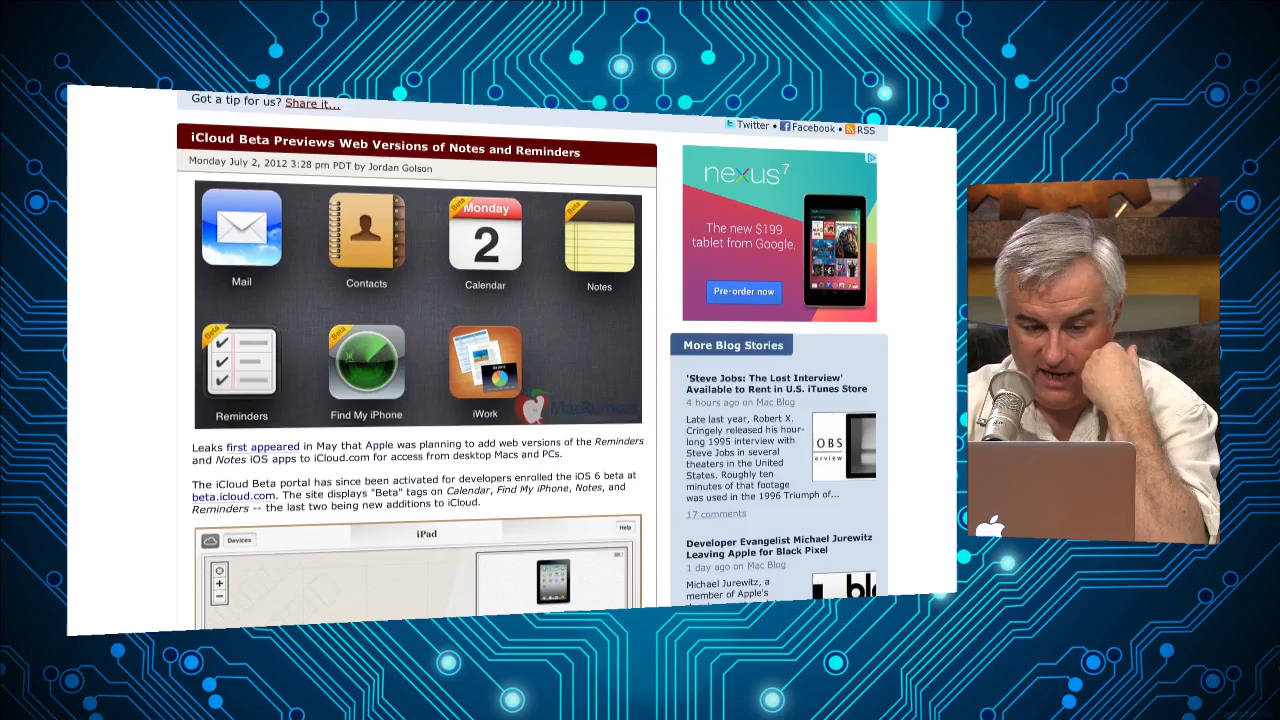 Got a tip for us? Share it...
Twitter • Facebook • RSS
iCloud Beta Previews Web Versions of Notes and Reminders
Monday July 2, 2012 3:28 pm PDT by Jordan Golson
Beta
Monday
2
Beta
Mail
Contacts
Calendar
Notes
Beta
Beta
Reminders
Find My iPhone
iWork
MacRumors
Leaks first appeared in May that Apple was planning to add web versions of the Reminders
and Notes iOS apps to iCloud.com for access from desktop Macs and PCs.
The iCloud Beta portal has since been activated for developers enrolled the iOS 6 beta at
beta.icloud.com. The site displays "Beta" tags on Calendar, Find My iPhone, Notes, and
Reminders -- the last two being new additions to iCloud.
Devices
iPad
Help
nexus7
The new $199
tablet from Google.
Pre-order now
More Blog Stories
'Steve Jobs: The Lost Interview'
Available to Rent in U.S. iTunes Store
4 hours ago on Mac Blog
Late last year, Robert X.
Cringely released his hour-
long 1995 interview with
Steve Jobs in several
theaters in the United
States. Roughly ten
minutes of that footage
was used in the 1996 Triumph of...
OBS
erview
17 comments
Developer Evangelist Michael Jurewitz
Leaving Apple for Black Pixel
1 day ago on Mac Blog
Michael Jurewitz, a
member of Apple's
bl